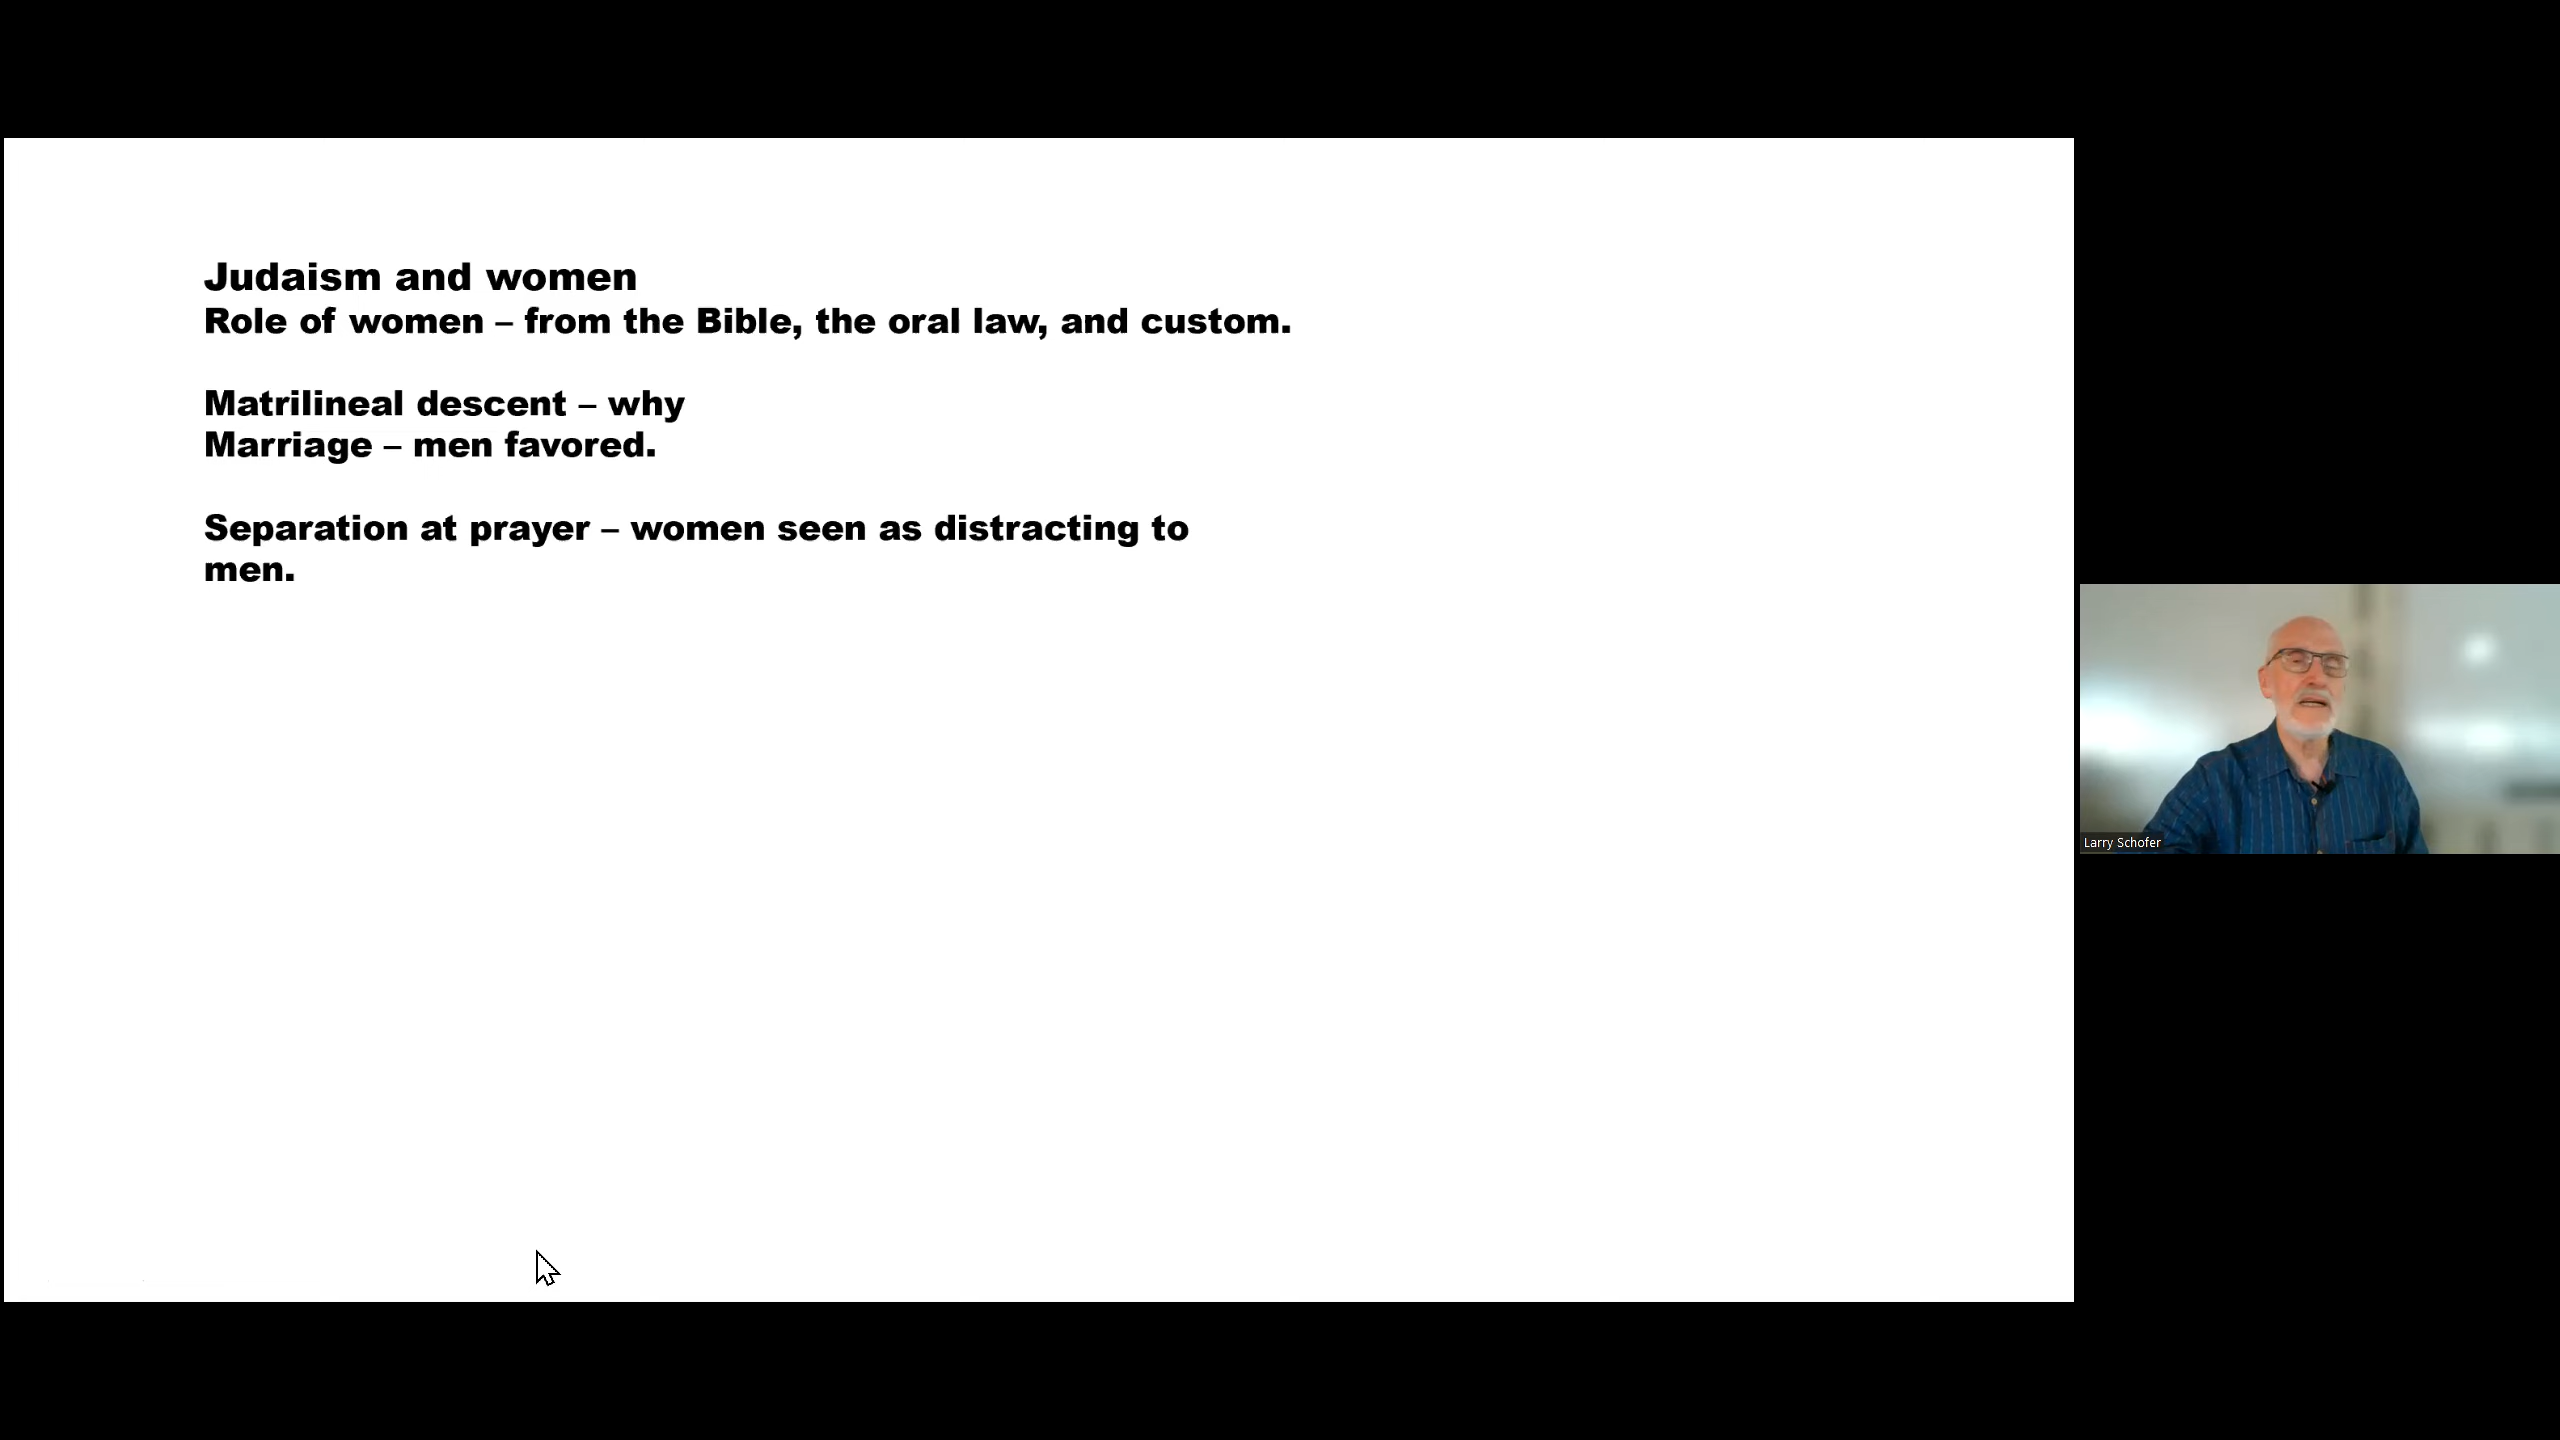 Judaism and women
Role of women – from the Bible, the oral law, and custom.
Matrilineal descent – why
Marriage – men favored.
Separation at prayer – women seen as distracting to
men.
Larry Schofer